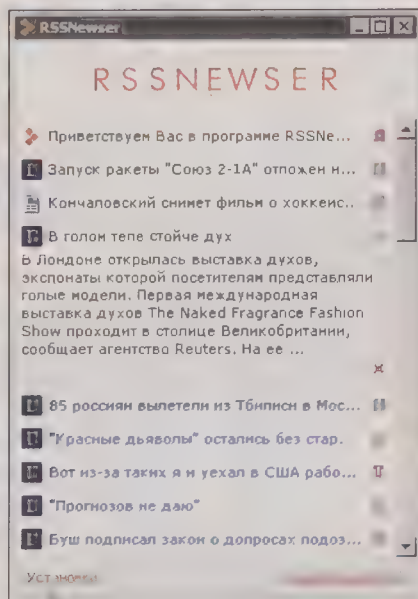 RSSNewser
RSSNEWSER
Приветствуем Вас в программе RSSNe...
Запуск ракеты "Союз 2-1А" отложен н...
Кончаловский снимет фильм о хоккеис..
В голом теле стойче дух
В Лондоне открылась выставка духов,
экспонаты которой посетителям представляли
голые модели. Первая международная
выставка духов The Naked Fragrance Fashion
Show проходит в столице Великобритании,
сообщает агентство Reuters. На ее ...
85 россиян вылетели из Тбилиси в Мос...
"Красные дьяволы" остались без стар.
Вот из-за таких я и уехал в США рабо...
"Прогнозов не даю"
Буш подписал закон о допросах подоз...
Установки